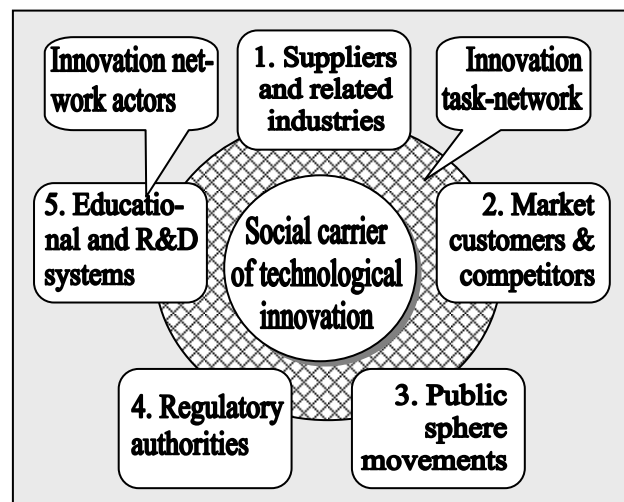 Innovation net-
work actors
1. Suppliers
and related
industries
Innovation
task-network
5. Educatio-
nal and R&D
systems
Social carrier
of technological
innovation
2. Market
customers &
competitors
4. Regulatory
authorities
3. Public
sphere
movements